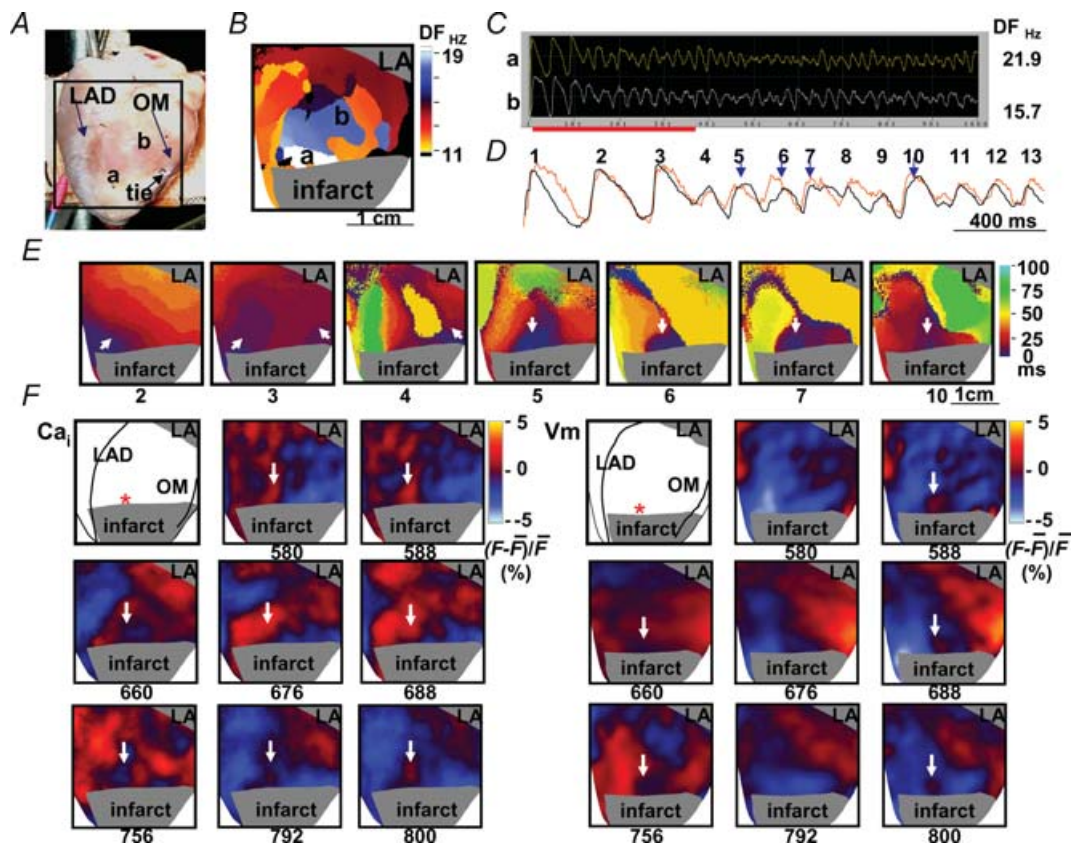 A
LAD
OM
b
a
tie
B
DF HZ
19
11
LA
b
a
infarct
1 cm
C
DF Hz
a
21.9
b
15.7
D
1 2 3 4 5 6 7 8 9 10 11 12 13
400 ms
E
LA LA LA LA LA LA LA
100
75
50
25
0
ms
infarct infarct infarct infarct infarct infarct infarct
2 3 4 5 6 7 10
1cm
F
Cai
LA LA LA
LAD
OM
*
infarct infarct infarct
580 588
5
0
-5
(F-F̅)/F̅
(%)
LA LA LA
infarct infarct infarct
660 676 688
LA LA LA
infarct infarct infarct
756 792 800
Vm
LA LA LA
LAD
OM
*
infarct infarct infarct
580 588
5
0
-5
(F-F̅)/F̅
(%)
LA LA LA
infarct infarct infarct
660 676 688
LA LA LA
infarct infarct infarct
756 792 800